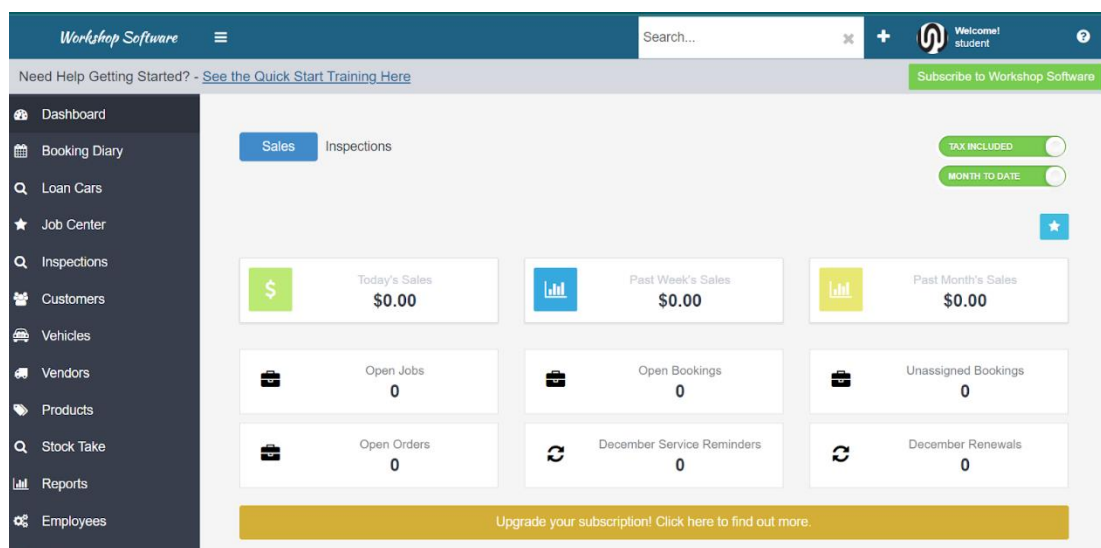 Workshop Software
Search...
Welcome!
student
Need Help Getting Started? - See the Quick Start Training Here
Subscribe to Workshop Software
Dashboard
Booking Diary
Loan Cars
Job Center
Inspections
Customers
Vehicles
Vendors
Products
Stock Take
Reports
Employees
Sales Inspections
TAX INCLUDED
MONTH TO DATE
Today's Sales
$0.00
Past Week's Sales
$0.00
Past Month's Sales
$0.00
Open Jobs
0
Open Bookings
0
Unassigned Bookings
0
Open Orders
0
December Service Reminders
0
December Renewals
0
Upgrade your subscription! Click here to find out more.